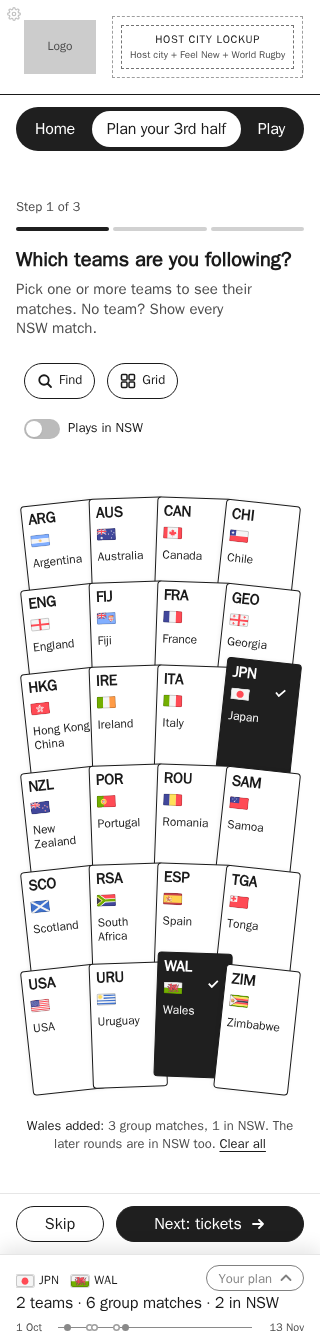 Logo
HOST CITY LOCKUP
Host city + Feel New + World Rugby
Home
Plan your 3rd half
Play
Step 1 of 3
Which teams are you following?
Pick one or more teams to see their
matches. No team? Show every
NSW match.
Find
Grid
Plays in NSW
ARG
Argentina
AUS
Australia
CAN
Canada
CHI
Chile
ENG
England
FIJ
Fiji
FRA
France
GEO
Georgia
HKG
Hong Kong
China
IRE
Ireland
ITA
Italy
JPN
Japan
NZL
New
Zealand
POR
Portugal
ROU
Romania
SAM
Samoa
SCO
Scotland
RSA
South
Africa
ESP
Spain
TGA
Tonga
USA
USA
URU
Uruguay
WAL
Wales
ZIM
Zimbabwe
Wales added: 3 group matches, 1 in NSW. The
later rounds are in NSW too. Clear all
Skip
Next: tickets
JPN
WAL
Your plan
2 teams · 6 group matches · 2 in NSW
1 Oct
13 Nov